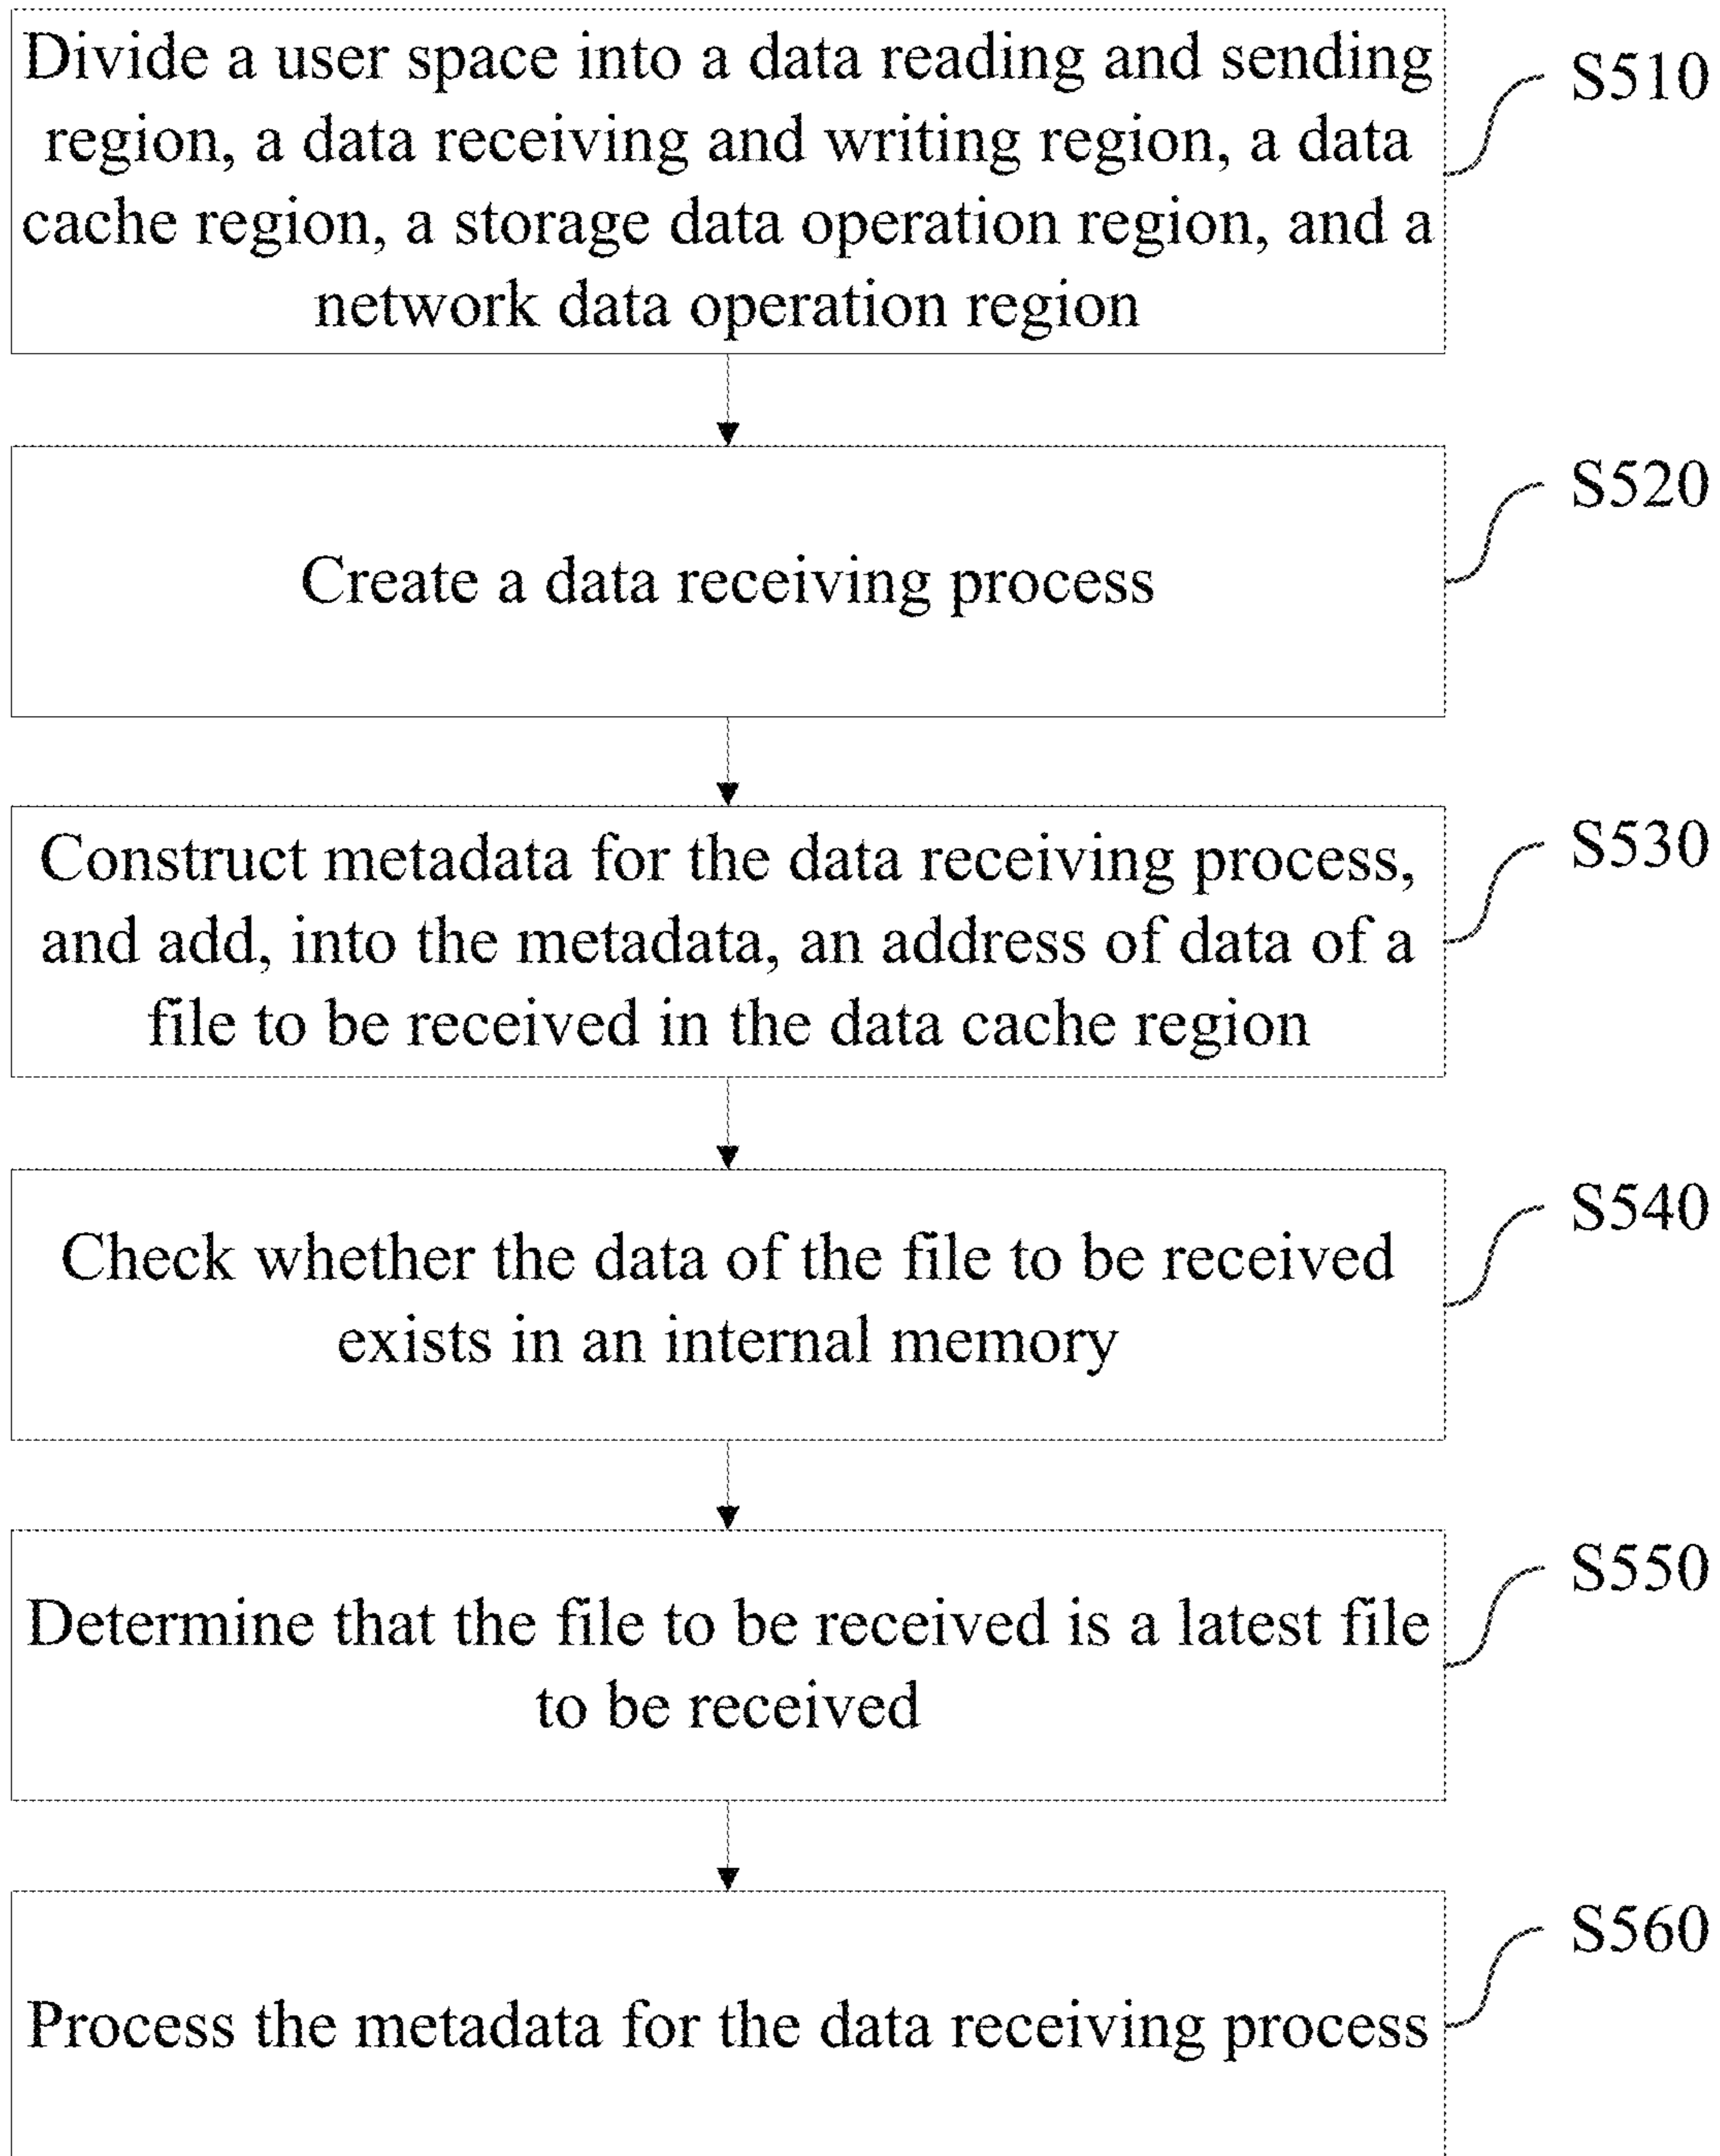 Divide a user space into a data reading and sending
region, a data receiving and writing region, a data
cache region, a storage data operation region, and a
network data operation region
S510
Create a data receiving process
S520
Construct metadata for the data receiving process,
and add, into the metadata, an address of data of a
file to be received in the data cache region
S530
Check whether the data of the file to be received
exists in an internal memory
S540
Determine that the file to be received is a latest file
to be received
S550
Process the metadata for the data receiving process
S560